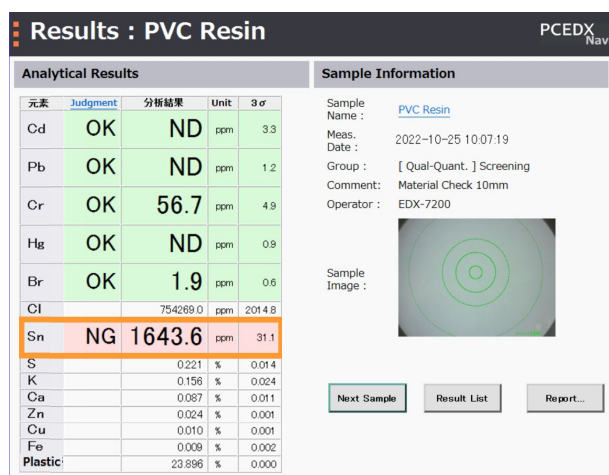 Results : PVC Resin
PCEDX
Nav
Analytical Results
元素 Judgment 分析結果 Unit 3σ
Cd OK ND ppm 3.3
Pb OK ND ppm 1.2
Cr OK 56.7 ppm 4.9
Hg OK ND ppm 0.9
Br OK 1.9 ppm 0.6
Cl 754269.0 ppm 2014.8
Sn NG 1643.6 ppm 31.1
S 0.221 % 0.014
K 0.156 % 0.024
Ca 0.087 % 0.011
Zn 0.024 % 0.001
Cu 0.010 % 0.001
Fe 0.009 % 0.002
Plastic 23.896 % 0.000
Sample Information
Sample
Name : PVC Resin
Meas.
Date : 2022-10-25 10:07:19
Group : [ Qual-Quant. ] Screening
Comment: Material Check 10mm
Operator : EDX-7200
Sample
Image :
Next Sample Result List Report...